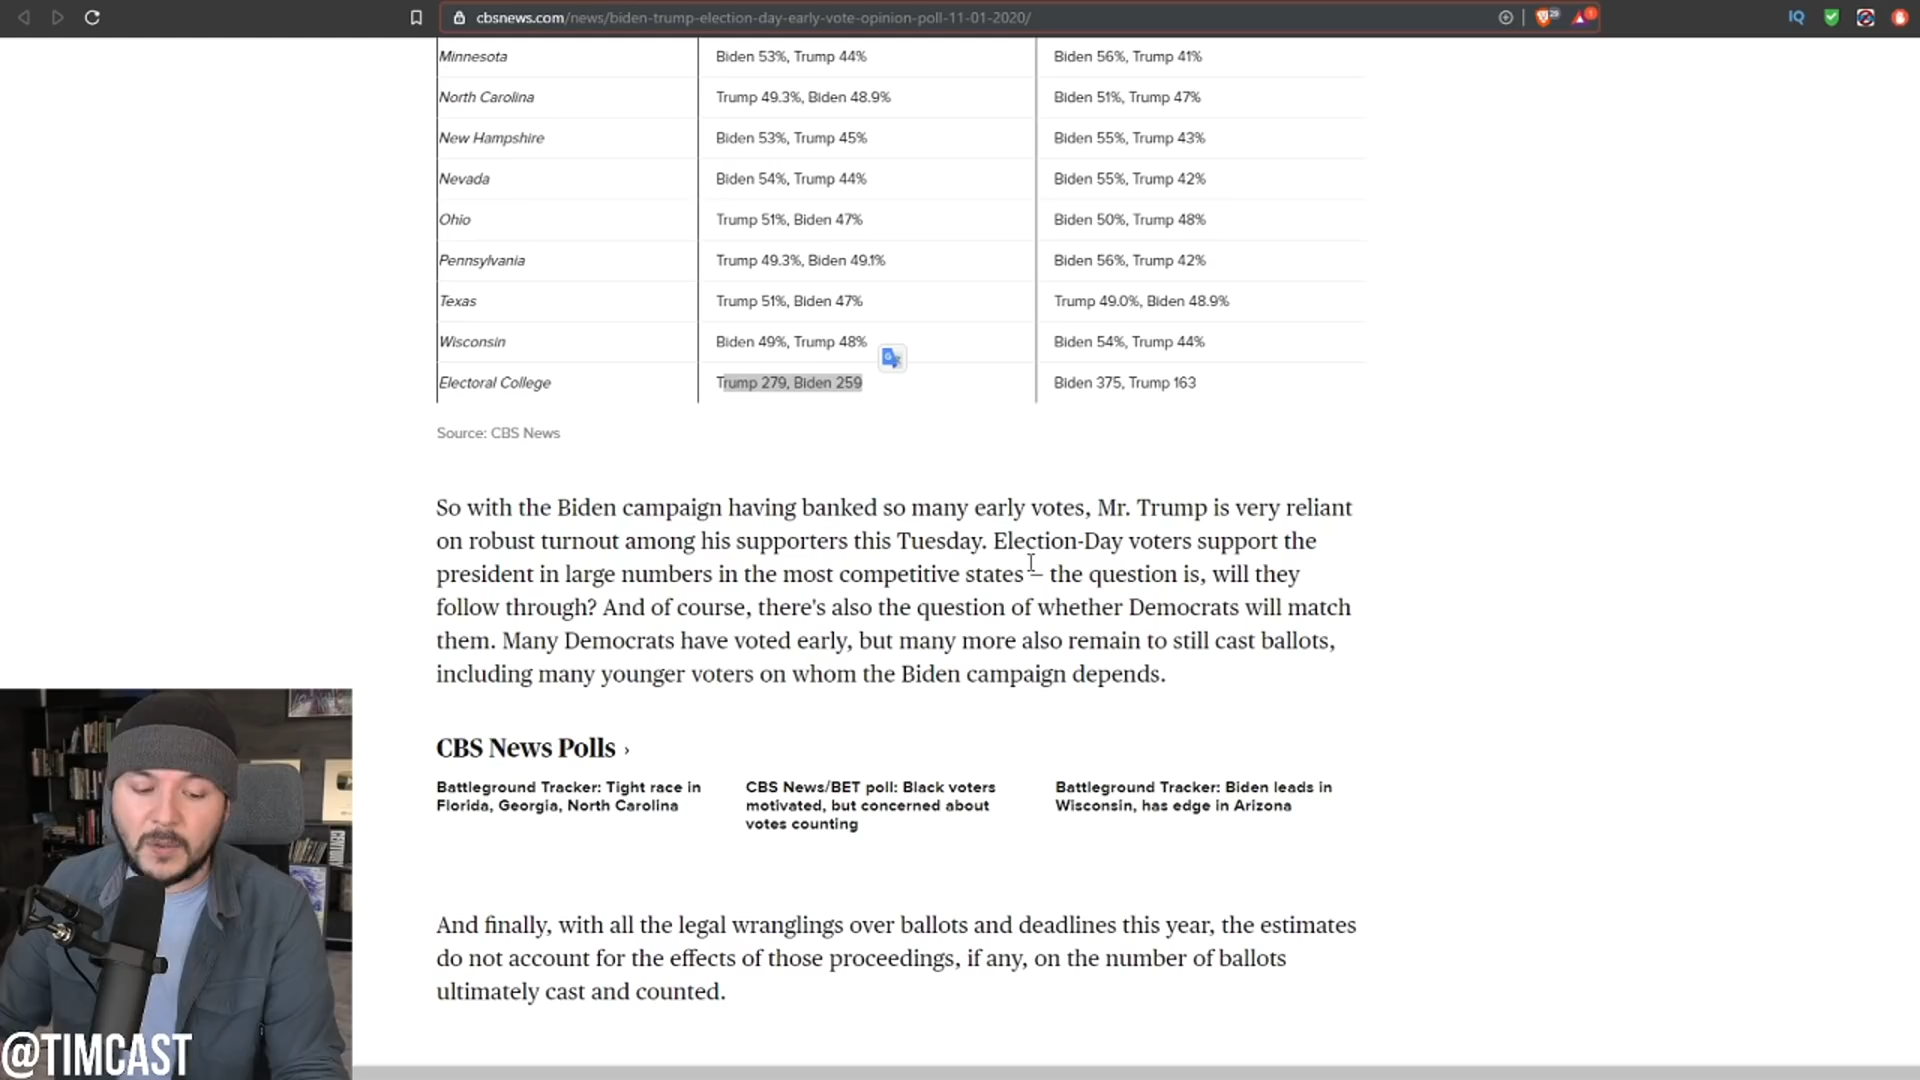 cbsnews.com/news/biden-trump-election-day-early-vote-opinion-poll-11-01-2020/
IQ
Minnesota Biden 53%, Trump 44% Biden 56%, Trump 41%
North Carolina Trump 49.3%, Biden 48.9% Biden 51%, Trump 47%
New Hampshire Biden 53%, Trump 45% Biden 55%, Trump 43%
Nevada Biden 54%, Trump 44% Biden 55%, Trump 42%
Ohio Trump 51%, Biden 47% Biden 50%, Trump 48%
Pennsylvania Trump 49.3%, Biden 49.1% Biden 56%, Trump 42%
Texas Trump 51%, Biden 47% Trump 49.0%, Biden 48.9%
Wisconsin Biden 49%, Trump 48% Biden 54%, Trump 44%
Electoral College Trump 279, Biden 259 Biden 375, Trump 163
Source: CBS News
So with the Biden campaign having banked so many early votes, Mr. Trump is very reliant
on robust turnout among his supporters this Tuesday. Election-Day voters support the
president in large numbers in the most competitive states – the question is, will they
follow through? And of course, there's also the question of whether Democrats will match
them. Many Democrats have voted early, but many more also remain to still cast ballots,
including many younger voters on whom the Biden campaign depends.
CBS News Polls ›
Battleground Tracker: Tight race in
Florida, Georgia, North Carolina
CBS News/BET poll: Black voters
motivated, but concerned about
votes counting
Battleground Tracker: Biden leads in
Wisconsin, has edge in Arizona
And finally, with all the legal wranglings over ballots and deadlines this year, the estimates
do not account for the effects of those proceedings, if any, on the number of ballots
ultimately cast and counted.
@TIMCAST